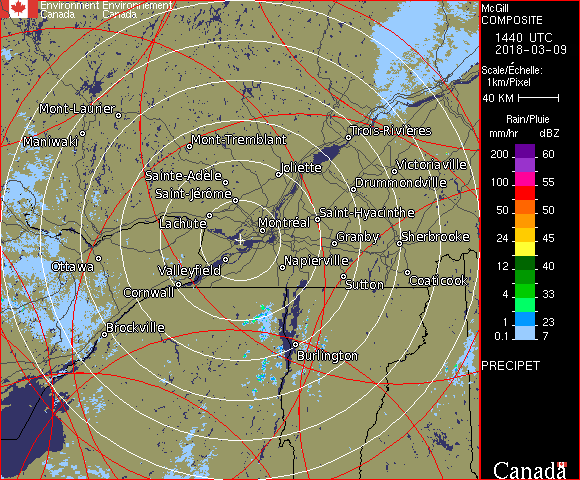 Environment Environnement
Canada Canada
McGill
COMPOSITE
1440 UTC
2018-03-09
Scale/Échelle:
1km/Pixel
40 KM
Rain/Pluie
mm/hr dBZ
200 60
100 55
50 50
24 45
12 40
4 33
1 23
0.1 7
PRECIPET
Canada
Mont-Laurier
Maniwaki
Mont-Tremblant
Trois-Rivières
Joliette
Victoriaville
Sainte-Adèle
Drummondville
Saint-Jérôme
Saint-Hyacinthe
Lachute
Montréal
Granby
Sherbrooke
Ottawa
Valleyfield
Napierville
Cornwall
Sutton
Coaticook
Brockville
Burlington